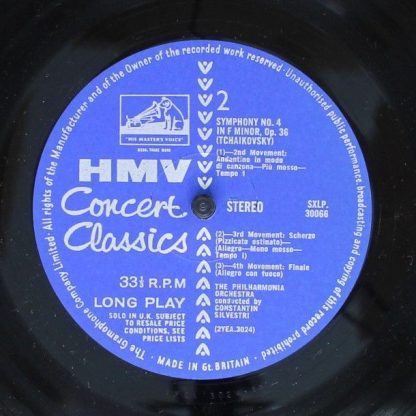 All rights of the Manufacturer and of the Owner of the recorded work reserved · Unauthorised public performance, broadcasting and copying of this record prohibited. · MADE IN Gt. BRITAIN · The Gramophone Company Limited ·
"HIS MASTER'S VOICE"
REGD. TRADE MARK
HMV
Concert
Classics
33⅓ R.P.M
LONG PLAY
SOLD IN U.K. SUBJECT
TO RESALE PRICE
CONDITIONS, SEE
PRICE LISTS
2
SYMPHONY NO. 4
IN F MINOR, Op. 36
(TCHAIKOVSKY)
(1)—2nd Movement:
Andantino in modo
di canzona—Più mosso—
Tempo 1
STEREO
SXLP.
30066
(2)—3rd Movement: Scherzo
(Pizzicato ostinato)—
(Allegro—Meno mosso—
Tempo I)
(3)—4th Movement: Finale
(Allegro con fuoco)
THE PHILHARMONIA
ORCHESTRA
conducted by
CONSTANTIN
SILVESTRI
(2YEA.3024)